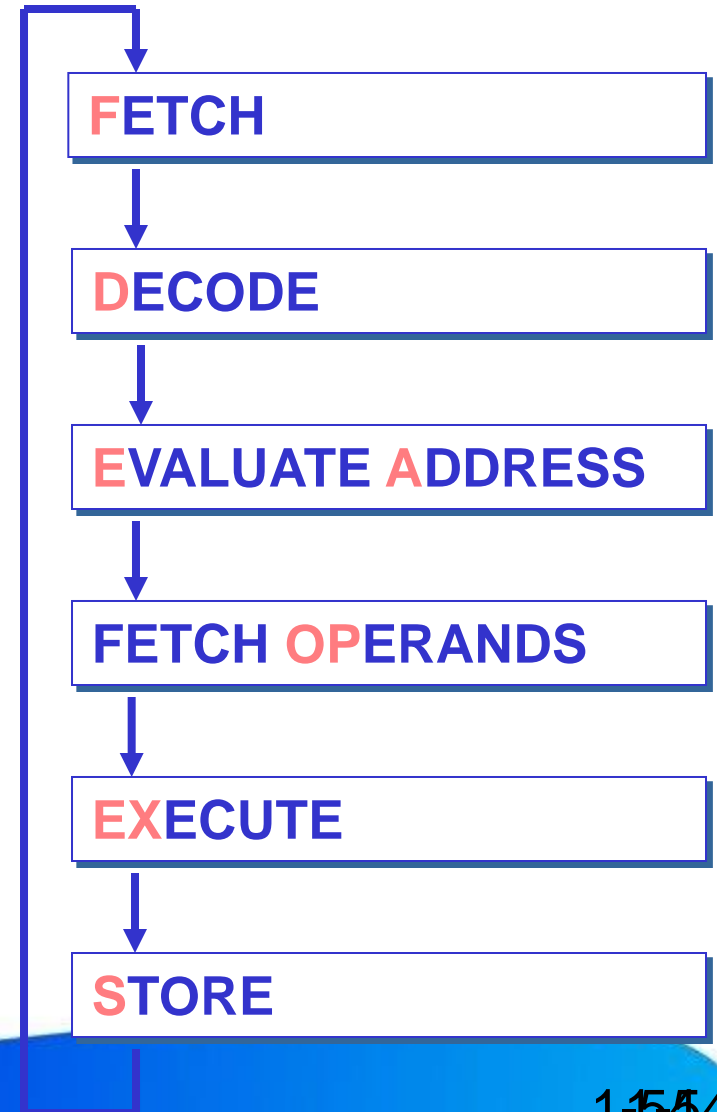 FETCH
DECODE
EVALUATE ADDRESS
FETCH OPERANDS
EXECUTE
STORE